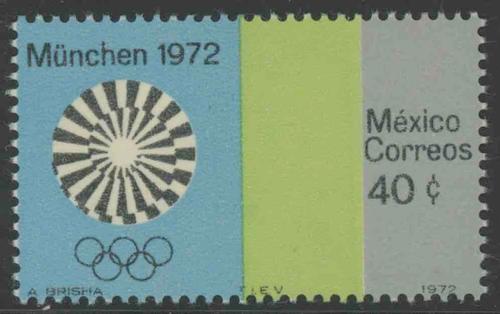 München 1972
México
Correos
40 ¢
A. BRISHA
T.I.E.V.
1972